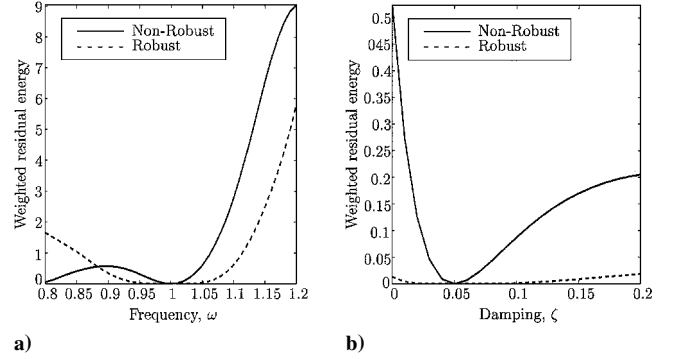 Weighted residual energy
9
8
7
6
5
4
3
2
1
0
Non-Robust
Robust
0.8 0.85 0.9 0.95 1 1.05 1.1 1.15 1.2
Frequency, ω
a)
Weighted residual energy
0.5
0.45
0.4
0.35
0.3
0.25
0.2
0.15
0.1
0.05
0
Non-Robust
Robust
0 0.05 0.1 0.15 0.2
Damping, ζ
b)